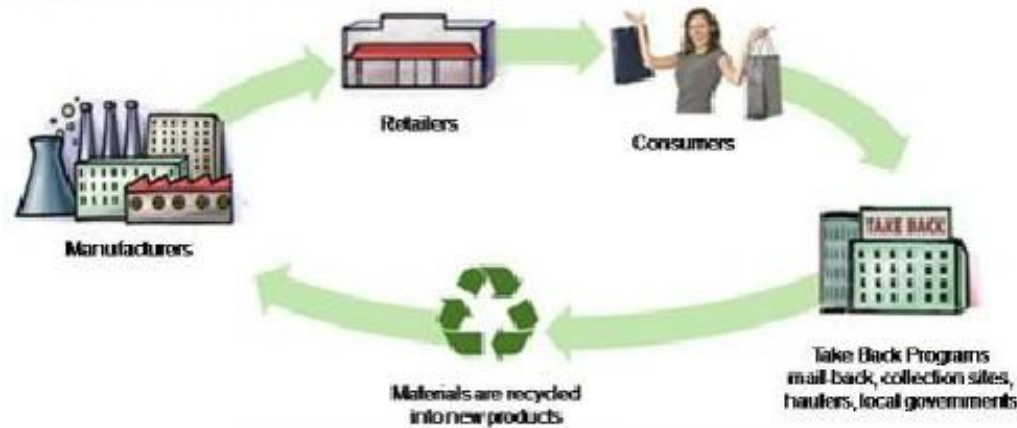 Retailers
Consumers
Manufacturers
TAKE BACK
Take Back Programs
mail-back, collection sites,
haulers, local governments
Materials are recycled
into new products